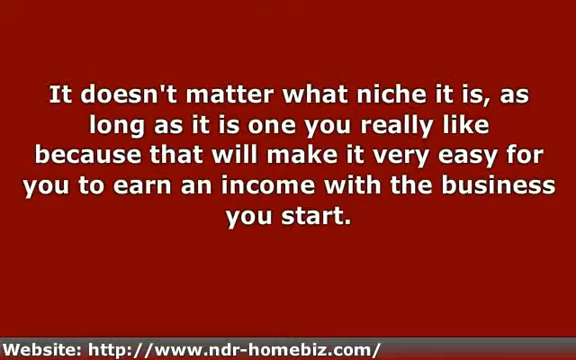 It doesn't matter what niche it is, as
long as it is one you really like
because that will make it very easy for
you to earn an income with the business
you start.
Website: http://www.ndr-homebiz.com/